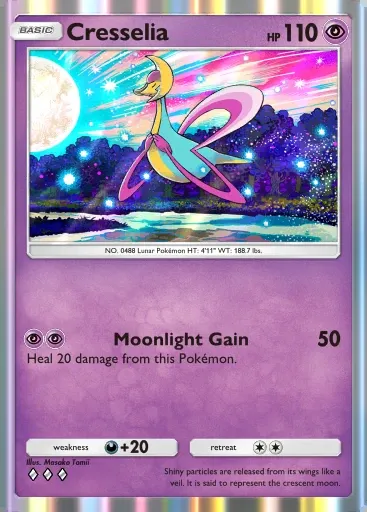 BASIC Cresselia HP 110
NO. 0488 Lunar Pokémon HT: 4'11" WT: 188.7 lbs.
Moonlight Gain 50
Heal 20 damage from this Pokémon.
weakness +20 retreat
Illus. Masako Tomii
Shiny particles are released from its wings like a
veil. It is said to represent the crescent moon.